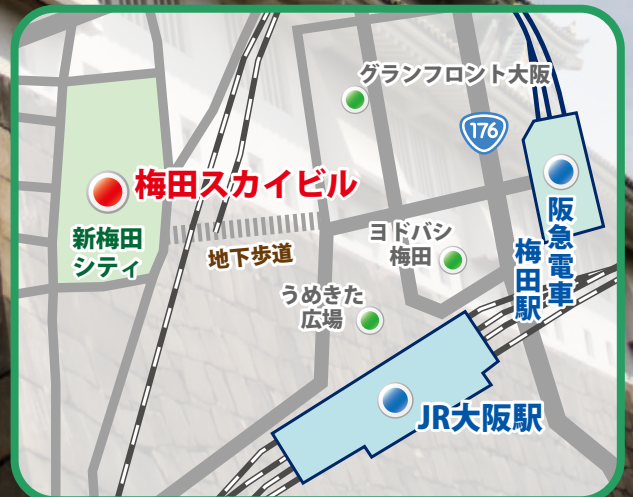 グランフロント大阪
176
梅田スカイビル
阪急電車
梅田駅
新梅田
シティ
地下歩道
ヨドバシ
梅田
うめきた
広場
JR大阪駅